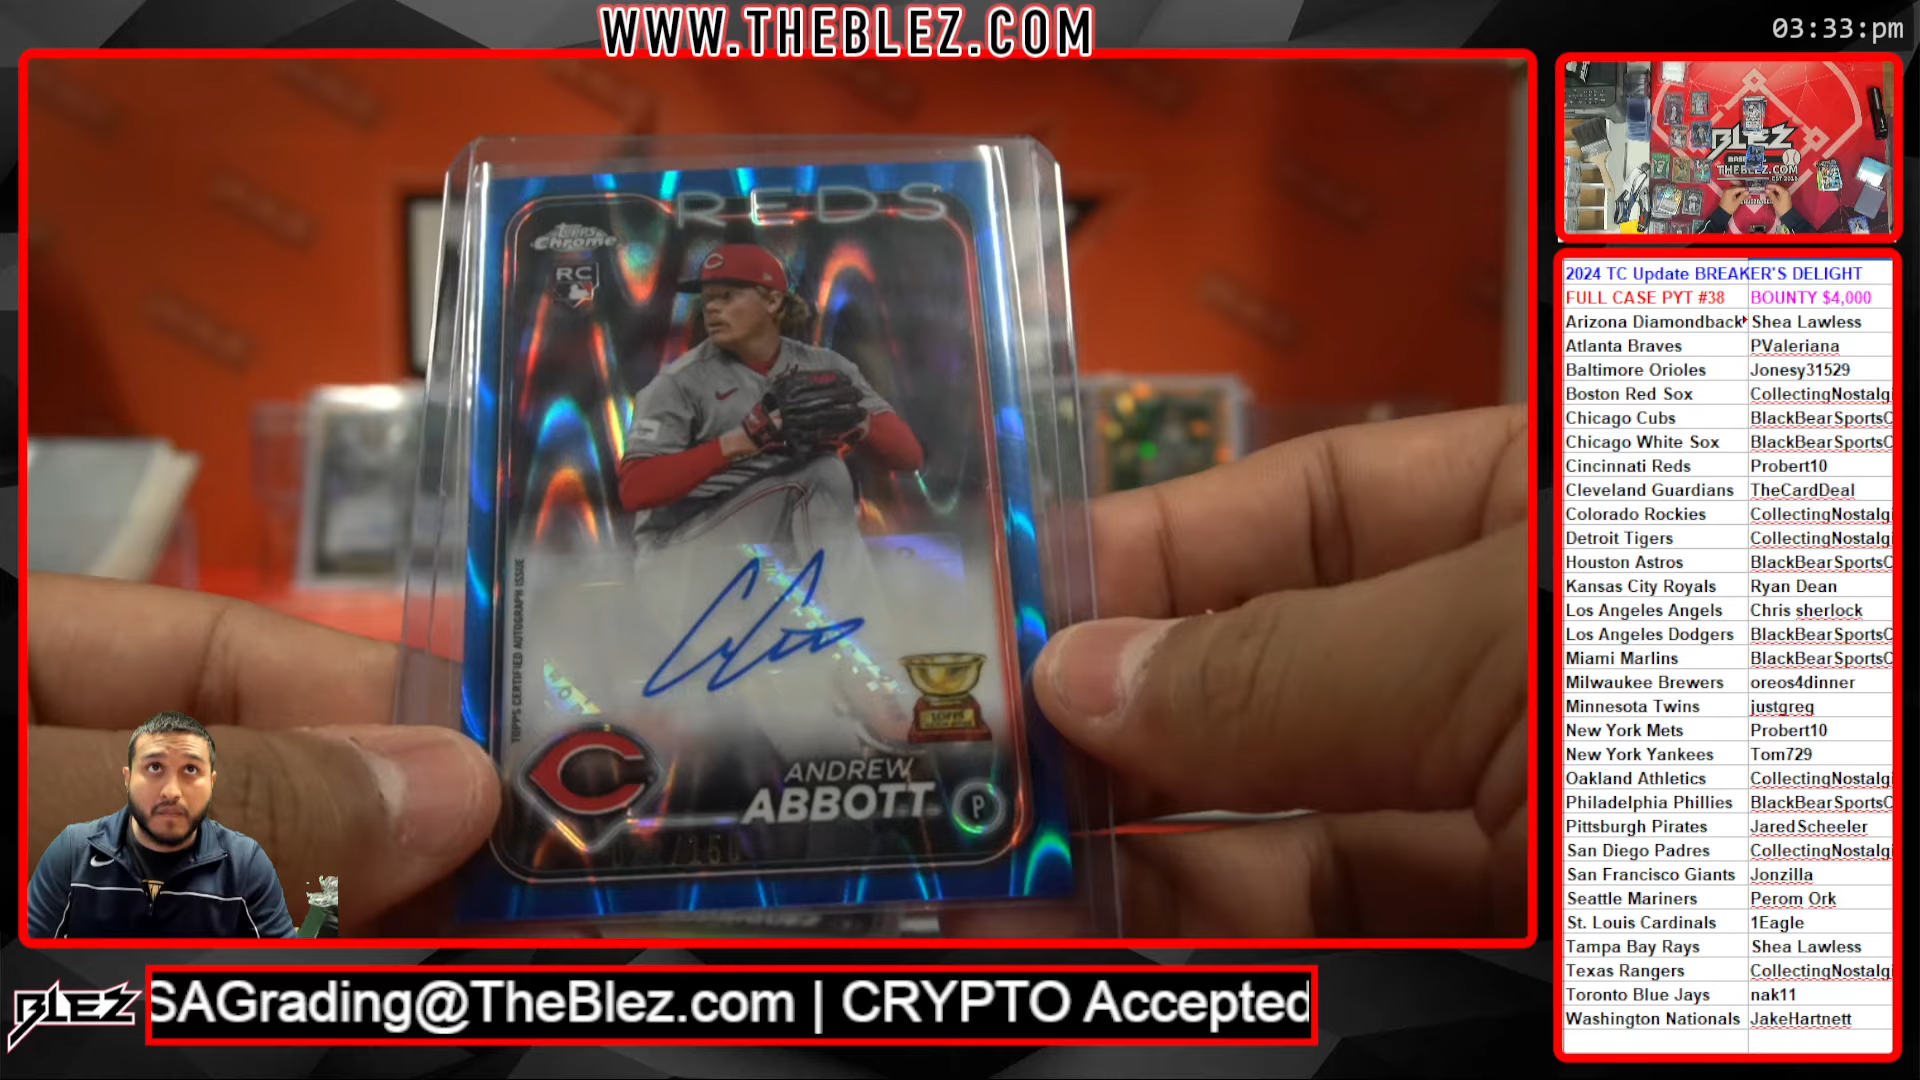 WWW.THEBLEZ.COM
03:33:pm
REDS
Topps
Chrome
RC
TOPPS CERTIFIED AUTOGRAPH ISSUE
ANDREW
ABBOTT
P
BLEZ
THEBLEZ.COM
2024 TC Update BREAKER'S DELIGHT
FULL CASE PYT #38 BOUNTY $4,000
Arizona Diamondback Shea Lawless
Atlanta Braves PValeriana
Baltimore Orioles Jonesy31529
Boston Red Sox CollectingNostalgi
Chicago Cubs BlackBearSportsC
Chicago White Sox BlackBearSportsC
Cincinnati Reds Probert10
Cleveland Guardians TheCardDeal
Colorado Rockies CollectingNostalgi
Detroit Tigers CollectingNostalgi
Houston Astros BlackBearSportsC
Kansas City Royals Ryan Dean
Los Angeles Angels Chris sherlock
Los Angeles Dodgers BlackBearSportsC
Miami Marlins BlackBearSportsC
Milwaukee Brewers oreos4dinner
Minnesota Twins justgreg
New York Mets Probert10
New York Yankees Tom729
Oakland Athletics CollectingNostalgi
Philadelphia Phillies BlackBearSportsC
Pittsburgh Pirates JaredScheeler
San Diego Padres CollectingNostalgi
San Francisco Giants Jonzilla
Seattle Mariners Perom Ork
St. Louis Cardinals 1Eagle
Tampa Bay Rays Shea Lawless
Texas Rangers CollectingNostalgi
Toronto Blue Jays nak11
Washington Nationals JakeHartnett
BLEZ
SAGrading@TheBlez.com | CRYPTO Accepted